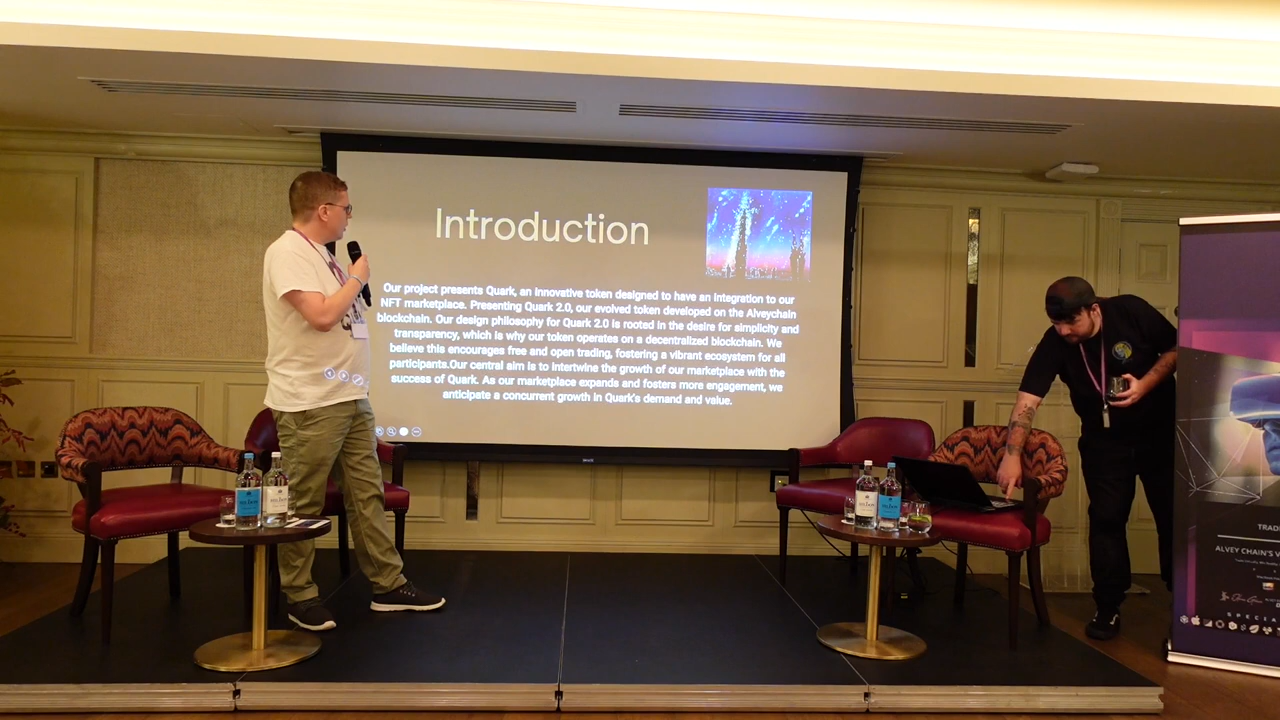 Introduction
Our project presents Quark, an innovative token designed to have an integration to our
NFT marketplace. Presenting Quark 2.0, our evolved token developed on the Alveychain
blockchain. Our design philosophy for Quark 2.0 is rooted in the desire for simplicity and
transparency, which is why our token operates on a decentralized blockchain. We
believe this encourages free and open trading, fostering a vibrant ecosystem for all
participants.Our central aim is to intertwine the growth of our marketplace with the
success of Quark. As our marketplace expands and fosters more engagement, we
anticipate a concurrent growth in Quark's demand and value.
TRADI
ALVEY CHAIN'S V
SPECIA